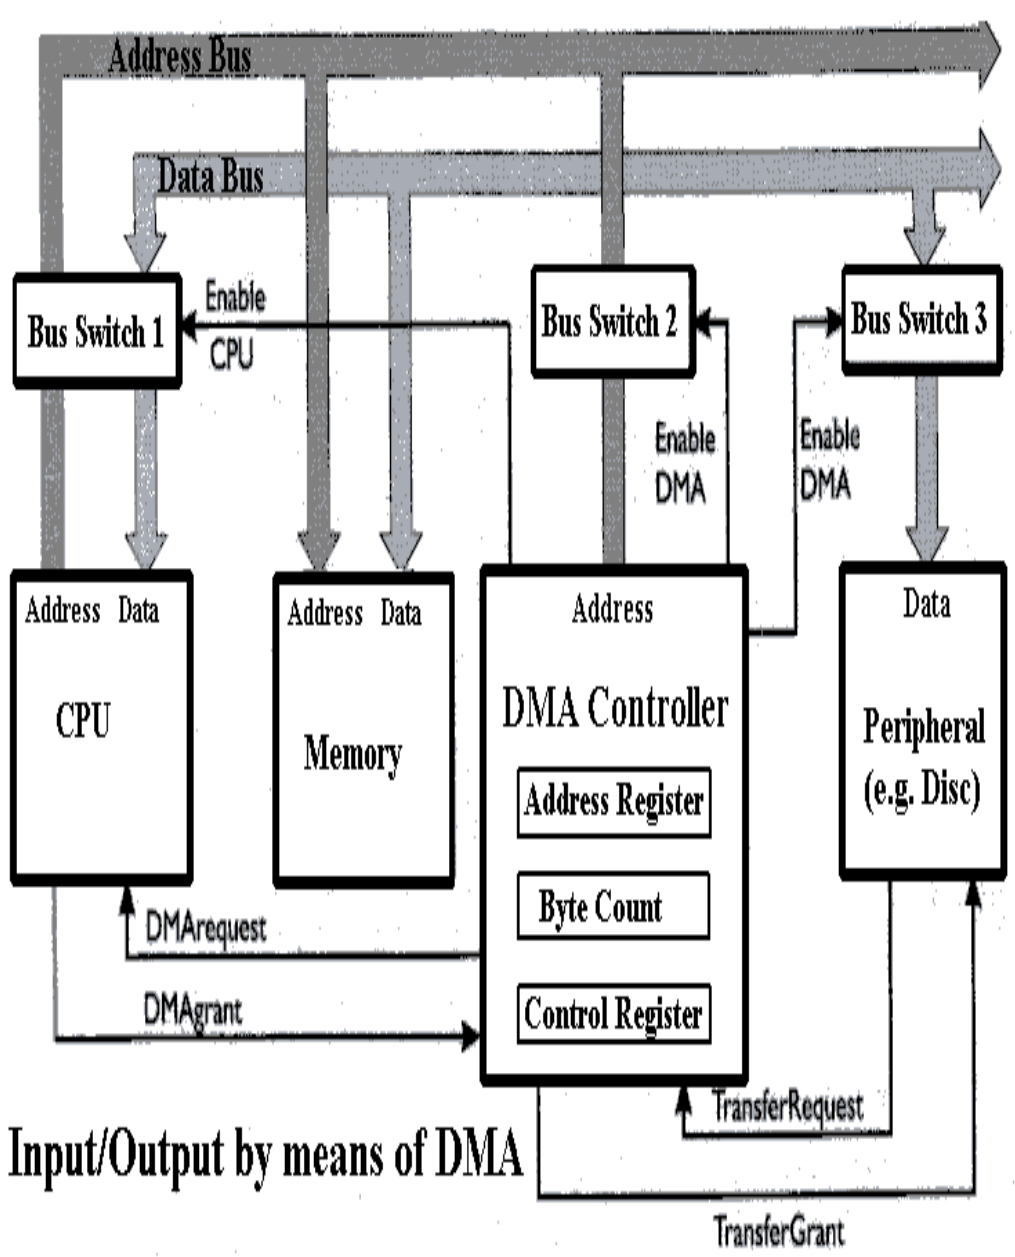 Address Bus
Data Bus
Bus Switch 1
Enable
CPU
Bus Switch 2
Enable
DMA
Enable
DMA
Bus Switch 3
Address Data
CPU
Address Data
Memory
Address
DMA Controller
Address Register
Byte Count
Control Register
Data
Peripheral
(e.g. Disc)
DMArequest
DMAgrant
TransferRequest
TransferGrant
Input/Output by means of DMA